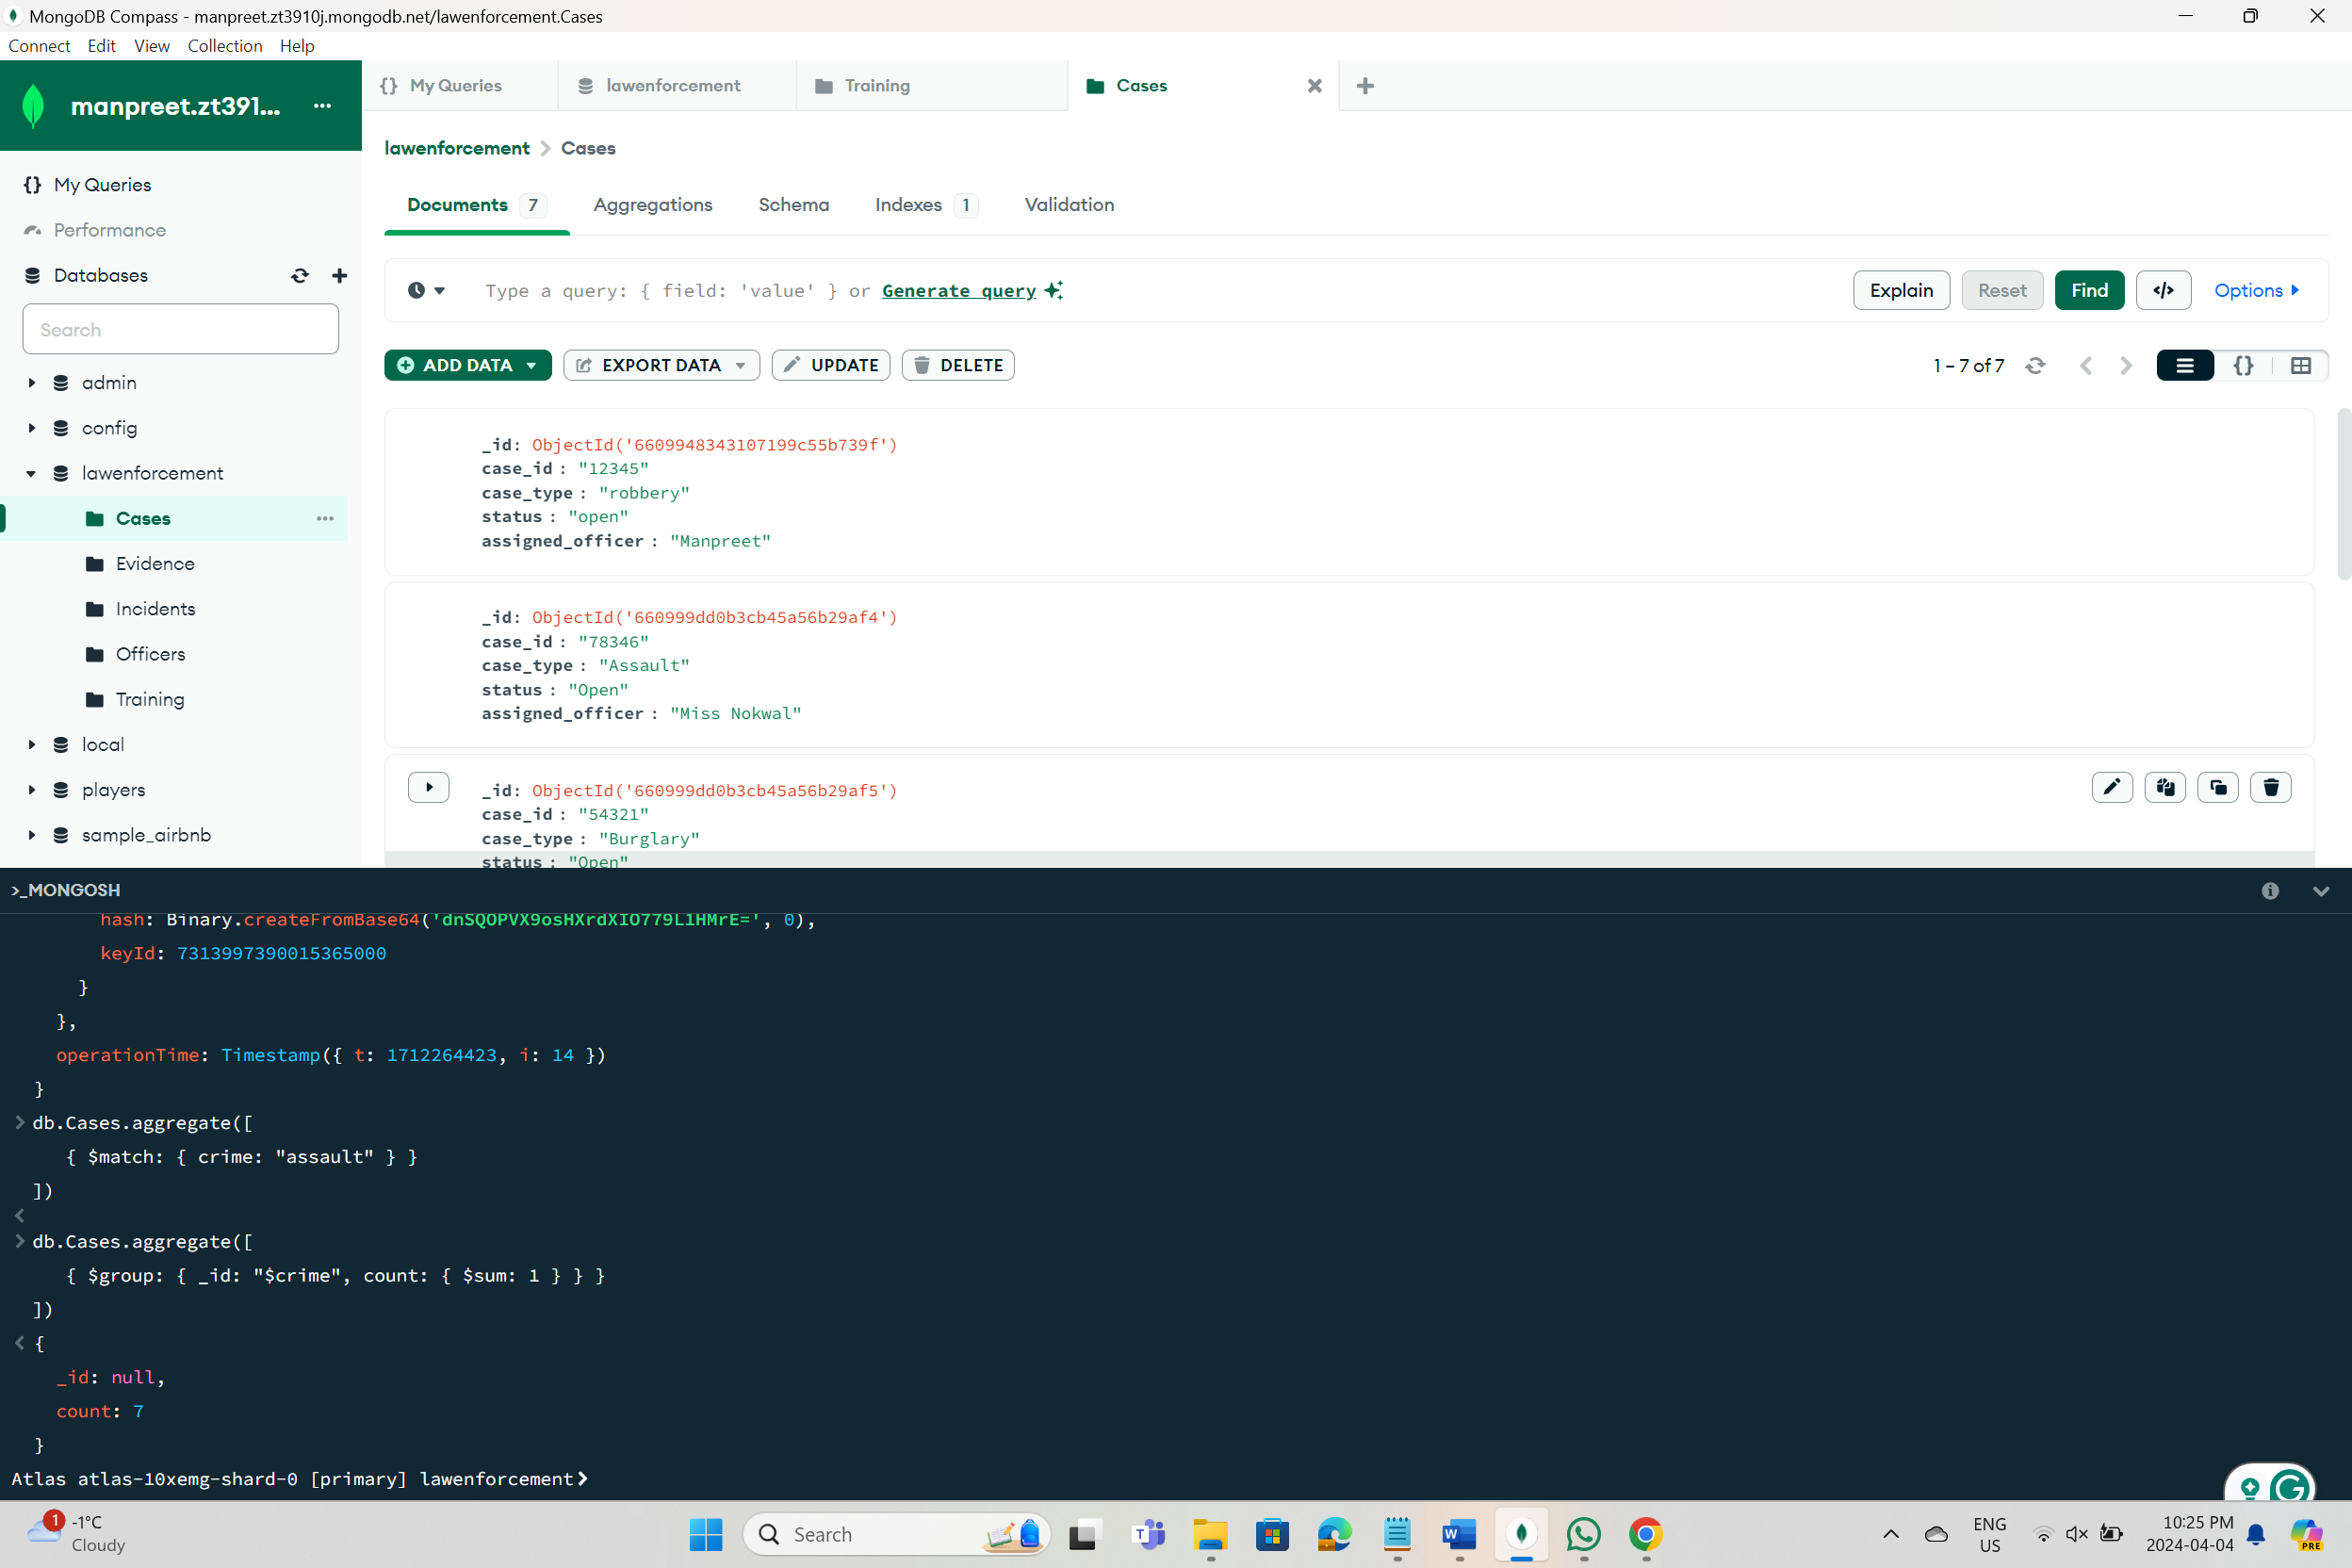 MongoDB Compass - manpreet.zt3910j.mongodb.net/lawenforcement.Cases
Connect Edit View Collection Help
manpreet.zt391... ...
{} My Queries
lawenforcement
Training
Cases
lawenforcement > Cases
My Queries
Performance
Databases
Search
admin
config
lawenforcement
Cases
Evidence
Incidents
Officers
Training
local
players
sample_airbnb
Documents 7 Aggregations Schema Indexes 1 Validation
Type a query: { field: 'value' } or Generate query
Explain Reset Find </> Options
ADD DATA EXPORT DATA UPDATE DELETE
1 – 7 of 7
{}
_id: ObjectId('6609948343107199c55b739f')
case_id : "12345"
case_type : "robbery"
status : "open"
assigned_officer : "Manpreet"
_id: ObjectId('660999dd0b3cb45a56b29af4')
case_id : "78346"
case_type : "Assault"
status : "Open"
assigned_officer : "Miss Nokwal"
_id: ObjectId('660999dd0b3cb45a56b29af5')
case_id : "54321"
case_type : "Burglary"
status : "Open"
>_MONGOSH
hash: Binary.createFromBase64('dnSQOPVX9osHXrdXIO779L1HMrE=', 0),
keyId: 7313997390015365000
}
},
operationTime: Timestamp({ t: 1712264423, i: 14 })
}
> db.Cases.aggregate([
{ $match: { crime: "assault" } }
])
<
> db.Cases.aggregate([
{ $group: { _id: "$crime", count: { $sum: 1 } } }
])
< {
_id: null,
count: 7
}
Atlas atlas-10xemg-shard-0 [primary] lawenforcement>
1
-1°C
Cloudy
Search
T
W
ENG
US
10:25 PM
2024-04-04
PRE